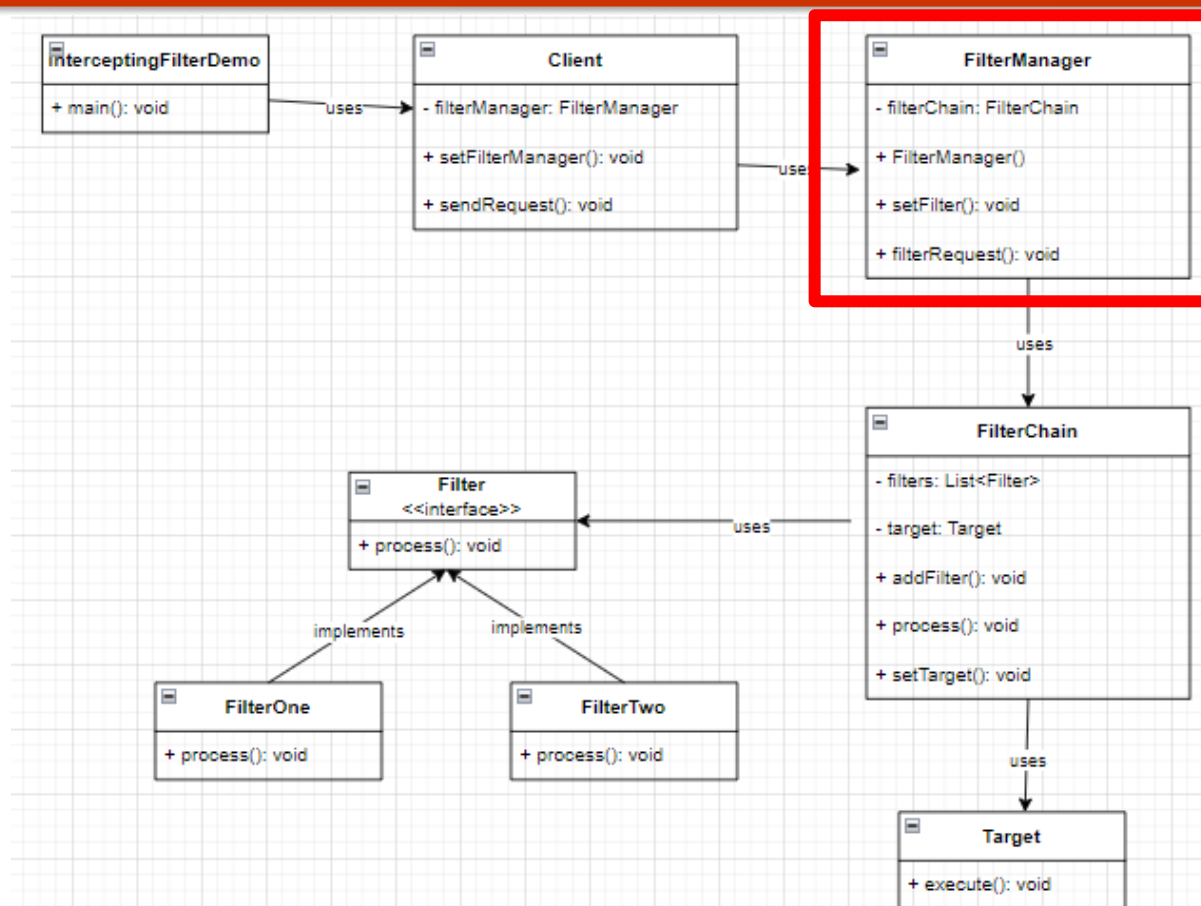 InterceptingFilterDemo
+ main(): void
uses
Client
- filterManager: FilterManager
+ setFilterManager(): void
+ sendRequest(): void
uses
FilterManager
- filterChain: FilterChain
+ FilterManager()
+ setFilter(): void
+ filterRequest(): void
uses
FilterChain
- filters: List<Filter>
- target: Target
+ addFilter(): void
+ process(): void
+ setTarget(): void
uses
Filter
<<interface>>
+ process(): void
implements
implements
FilterOne
+ process(): void
FilterTwo
+ process(): void
uses
Target
+ execute(): void